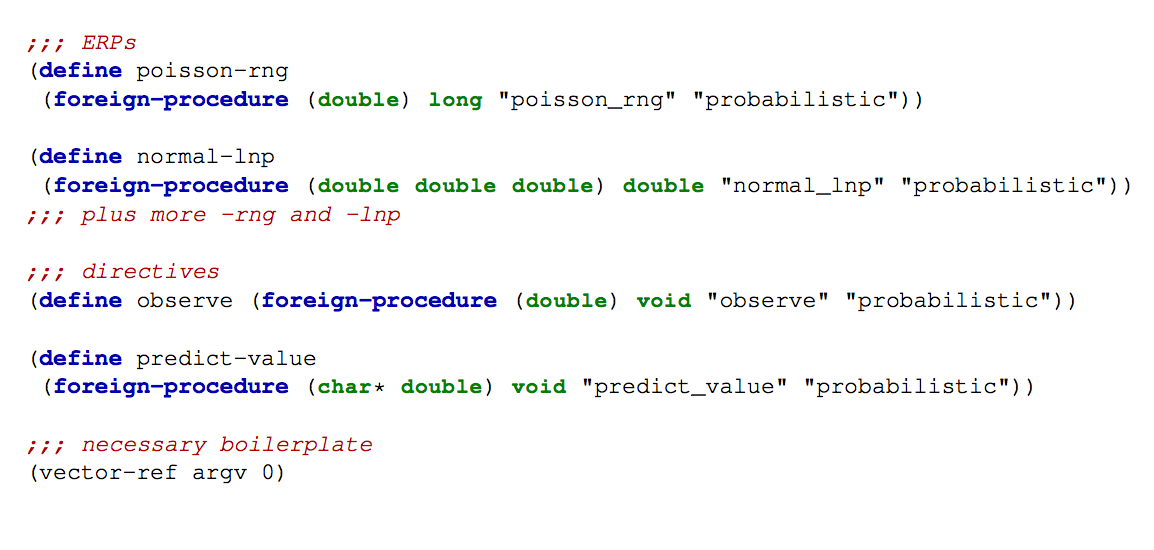 ;;; ERPs
(define poisson-rng
(foreign-procedure (double) long "poisson_rng" "probabilistic"))
(define normal-lnp
(foreign-procedure (double double double) double "normal_lnp" "probabilistic"))
;;; plus more -rng and -lnp
;;; directives
(define observe (foreign-procedure (double) void "observe" "probabilistic"))
(define predict-value
(foreign-procedure (char* double) void "predict_value" "probabilistic"))
;;; necessary boilerplate
(vector-ref argv 0)